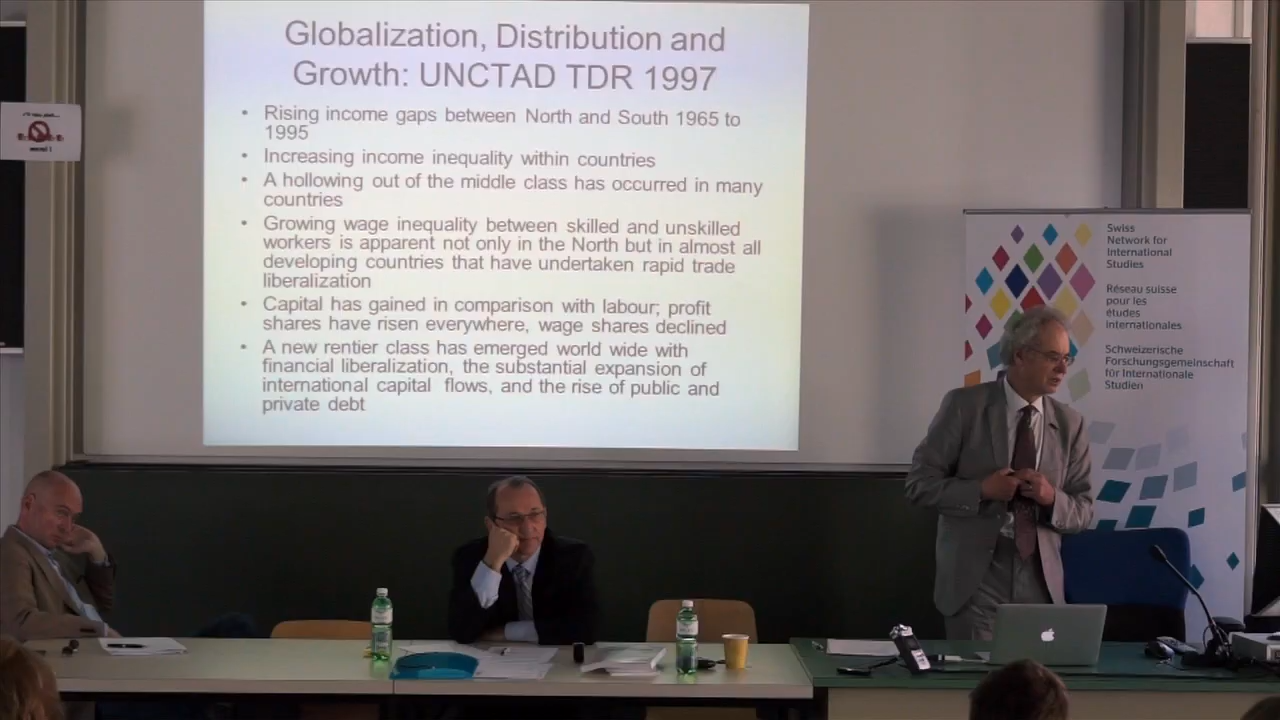 Globalization, Distribution and
Growth: UNCTAD TDR 1997
• Rising income gaps between North and South 1965 to
1995
• Increasing income inequality within countries
• A hollowing out of the middle class has occurred in many
countries
• Growing wage inequality between skilled and unskilled
workers is apparent not only in the North but in almost all
developing countries that have undertaken rapid trade
liberalization
• Capital has gained in comparison with labour; profit
shares have risen everywhere, wage shares declined
• A new rentier class has emerged world wide with
financial liberalization, the substantial expansion of
international capital flows, and the rise of public and
private debt
Swiss
Network for
International
Studies
Réseau suisse
pour les
études
internationales
Schweizerische
Forschungsgemeinschaft
für Internationale
Studien